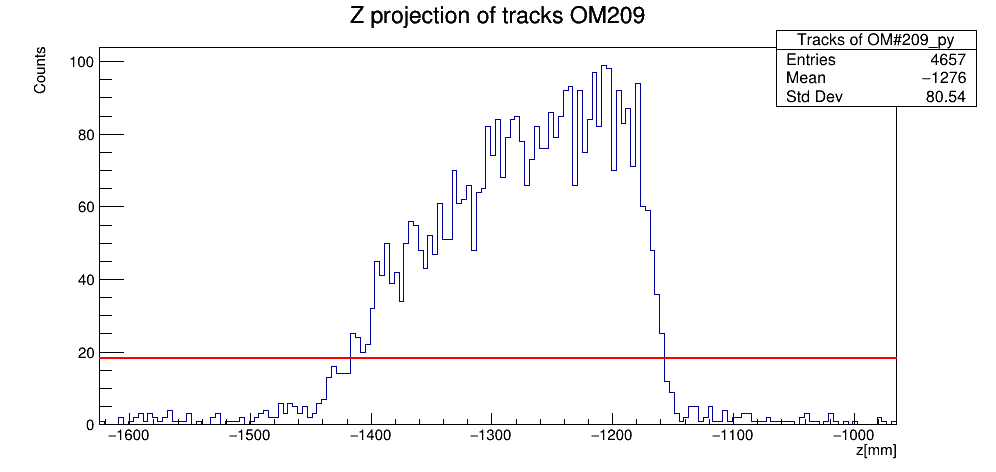 Z projection of tracks OM209
Tracks of OM#209_py
Entries 4657
Mean −1276
Std Dev 80.54
Counts
100
80
60
40
20
0
−1600 −1500 −1400 −1300 −1200 −1100 −1000
z[mm]